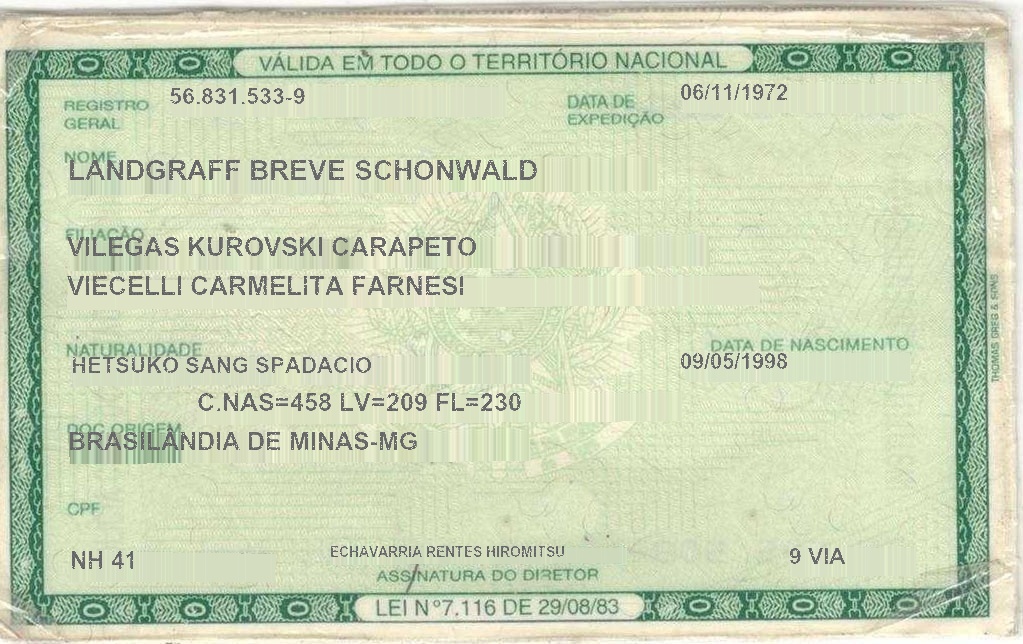 VÁLIDA EM TODO O TERRITÓRIO NACIONAL
REGISTRO GERAL 56.831.533-9 DATA DE EXPEDIÇÃO 06/11/1972
NOME
LANDGRAFF BREVE SCHONWALD
FILIAÇÃO
VILEGAS KUROVSKI CARAPETO
VIECELLI CARMELITA FARNESI
NATURALIDADE DATA DE NASCIMENTO
HETSUKO SANG SPADACIO 09/05/1998
C.NAS=458 LV=209 FL=230
DOC ORIGEM
BRASILÂNDIA DE MINAS-MG
CPF
NH 41 ECHAVARRIA RENTES HIROMITSU 9 VIA
ASSINATURA DO DIRETOR
LEI Nº7.116 DE 29/08/83
THOMAS GREG & SONS